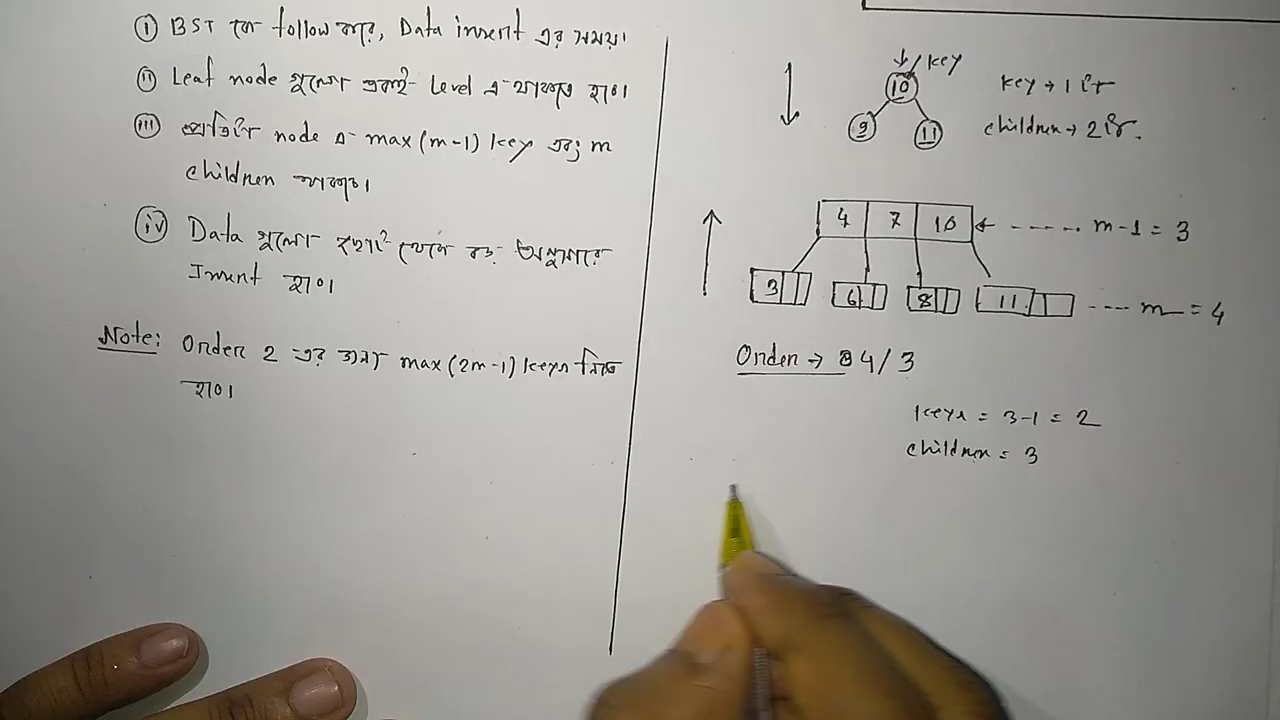 i) BST কে follow করে, Data insert এর সময়।
ii) Leaf node গুলো একই Level এ থাকতে হবে।
iii) প্রতিটি node এ max (m-1) key এবং m
children থাকবে।
iv) Data গুলো ছোট থেকে বড় অনুসারে
Insert হবে।
Note: Order 2 এর জন্য max (2m-1) keys নিতে
হবে।
key
10
9 11
key → 1 টি
children → 2 টি.
4 7 10 ← ----- m-1 = 3
3 6 8 11 ---- m = 4
Order → 4/3
keys = 3-1 = 2
children = 3